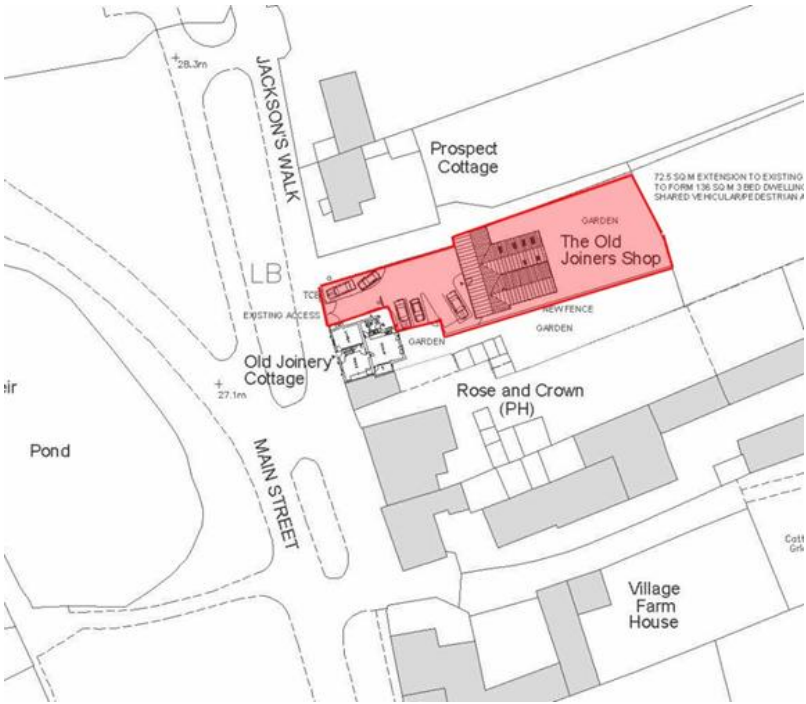 28.3m
JACKSON'S WALK
Prospect
Cottage
72.5 SQ M EXTENSION TO EXISTING
TO FORM 136 SQ M 3 BED DWELLING
SHARED VEHICULAR/PEDESTRIAN A
GARDEN
The Old
Joiners Shop
LB
TCB
EXISTING ACCESS
NEW FENCE
GARDEN
GARDEN
Old Joinery
Cottage
27.1m
Rose and Crown
(PH)
eir
Pond
MAIN STREET
Village
Farm
House